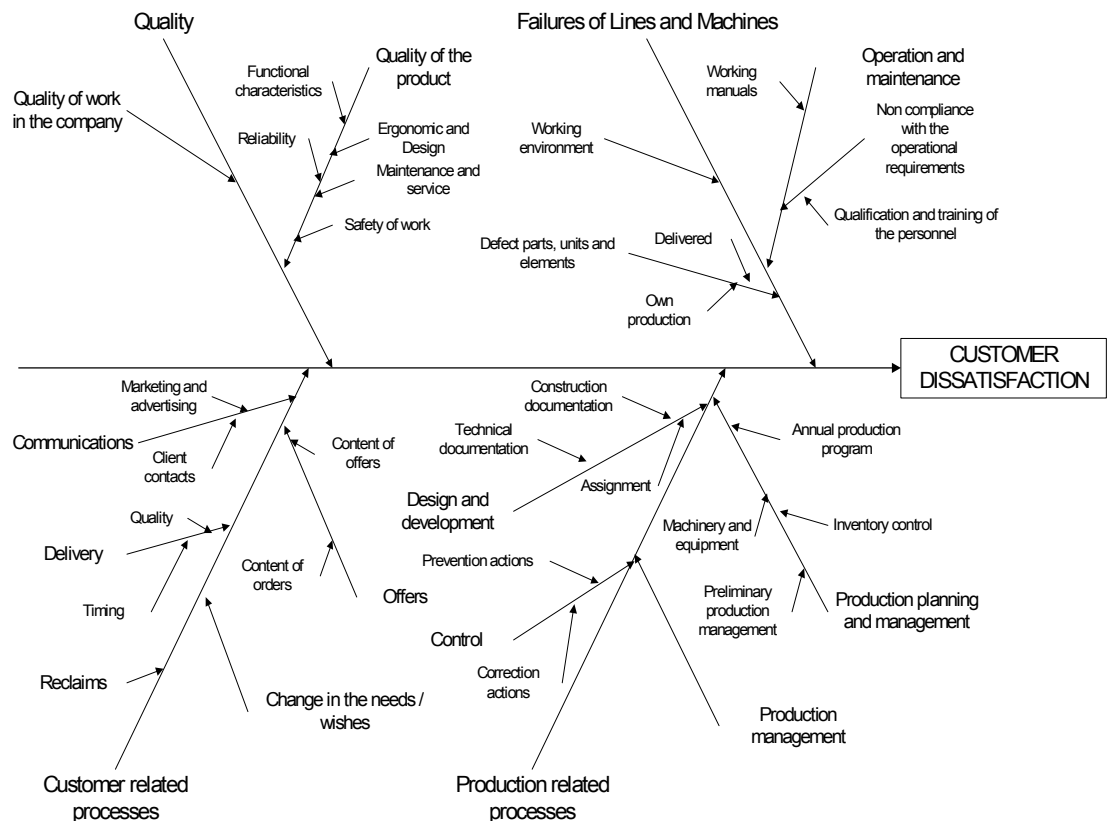 Quality
Failures of Lines and Machines
Quality of work
in the company
Functional
characteristics
Quality of the
product
Reliability
Ergonomic and
Design
Maintenance and
service
Safety of work
Working
environment
Working
manuals
Operation and
maintenance
Non compliance
with the
operational
requirements
Qualification and training of
the personnel
Defect parts, units and
elements
Delivered
Own
production
CUSTOMER
DISSATISFACTION
Marketing and
advertising
Communications
Client
contacts
Content of
offers
Quality
Delivery
Timing
Content of
orders
Offers
Reclaims
Change in the needs /
wishes
Customer related
processes
Construction
documentation
Technical
documentation
Assignment
Design and
development
Annual production
program
Machinery and
equipment
Inventory control
Prevention actions
Preliminary
production
management
Production planning
and management
Control
Correction
actions
Production
management
Production related
processes